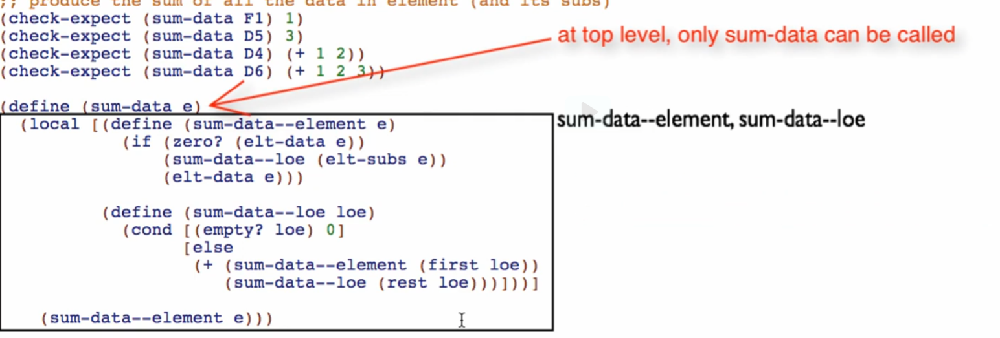 ;; produce the sum of all the data in element (and its subs)
(check-expect (sum-data F1) 1)
(check-expect (sum-data D5) 3)
(check-expect (sum-data D4) (+ 1 2))
(check-expect (sum-data D6) (+ 1 2 3))
at top level, only sum-data can be called
(define (sum-data e)
(local [(define (sum-data--element e)
(if (zero? (elt-data e))
(sum-data--loe (elt-subs e))
(elt-data e)))
(define (sum-data--loe loe)
(cond [(empty? loe) 0]
[else
(+ (sum-data--element (first loe))
(sum-data--loe (rest loe)))]))]
(sum-data--element e)))
sum-data--element, sum-data--loe